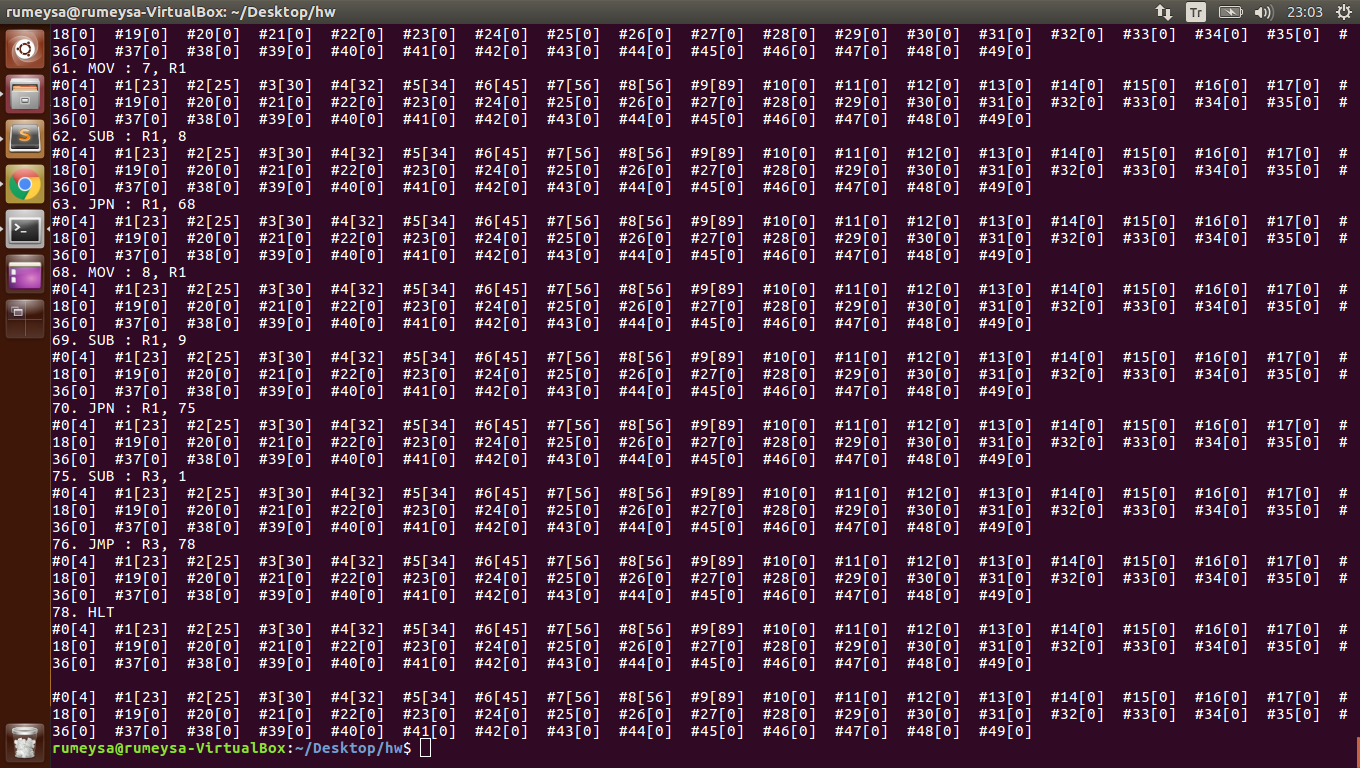 rumeysa@rumeysa-VirtualBox: ~/Desktop/hw Tr 23:03
18[0] #19[0] #20[0] #21[0] #22[0] #23[0] #24[0] #25[0] #26[0] #27[0] #28[0] #29[0] #30[0] #31[0] #32[0] #33[0] #34[0] #35[0] #
36[0] #37[0] #38[0] #39[0] #40[0] #41[0] #42[0] #43[0] #44[0] #45[0] #46[0] #47[0] #48[0] #49[0]
61. MOV : 7, R1
#0[4] #1[23] #2[25] #3[30] #4[32] #5[34] #6[45] #7[56] #8[56] #9[89] #10[0] #11[0] #12[0] #13[0] #14[0] #15[0] #16[0] #17[0] #
18[0] #19[0] #20[0] #21[0] #22[0] #23[0] #24[0] #25[0] #26[0] #27[0] #28[0] #29[0] #30[0] #31[0] #32[0] #33[0] #34[0] #35[0] #
36[0] #37[0] #38[0] #39[0] #40[0] #41[0] #42[0] #43[0] #44[0] #45[0] #46[0] #47[0] #48[0] #49[0]
62. SUB : R1, 8
#0[4] #1[23] #2[25] #3[30] #4[32] #5[34] #6[45] #7[56] #8[56] #9[89] #10[0] #11[0] #12[0] #13[0] #14[0] #15[0] #16[0] #17[0] #
18[0] #19[0] #20[0] #21[0] #22[0] #23[0] #24[0] #25[0] #26[0] #27[0] #28[0] #29[0] #30[0] #31[0] #32[0] #33[0] #34[0] #35[0] #
36[0] #37[0] #38[0] #39[0] #40[0] #41[0] #42[0] #43[0] #44[0] #45[0] #46[0] #47[0] #48[0] #49[0]
63. JPN : R1, 68
#0[4] #1[23] #2[25] #3[30] #4[32] #5[34] #6[45] #7[56] #8[56] #9[89] #10[0] #11[0] #12[0] #13[0] #14[0] #15[0] #16[0] #17[0] #
18[0] #19[0] #20[0] #21[0] #22[0] #23[0] #24[0] #25[0] #26[0] #27[0] #28[0] #29[0] #30[0] #31[0] #32[0] #33[0] #34[0] #35[0] #
36[0] #37[0] #38[0] #39[0] #40[0] #41[0] #42[0] #43[0] #44[0] #45[0] #46[0] #47[0] #48[0] #49[0]
68. MOV : 8, R1
#0[4] #1[23] #2[25] #3[30] #4[32] #5[34] #6[45] #7[56] #8[56] #9[89] #10[0] #11[0] #12[0] #13[0] #14[0] #15[0] #16[0] #17[0] #
18[0] #19[0] #20[0] #21[0] #22[0] #23[0] #24[0] #25[0] #26[0] #27[0] #28[0] #29[0] #30[0] #31[0] #32[0] #33[0] #34[0] #35[0] #
36[0] #37[0] #38[0] #39[0] #40[0] #41[0] #42[0] #43[0] #44[0] #45[0] #46[0] #47[0] #48[0] #49[0]
69. SUB : R1, 9
#0[4] #1[23] #2[25] #3[30] #4[32] #5[34] #6[45] #7[56] #8[56] #9[89] #10[0] #11[0] #12[0] #13[0] #14[0] #15[0] #16[0] #17[0] #
18[0] #19[0] #20[0] #21[0] #22[0] #23[0] #24[0] #25[0] #26[0] #27[0] #28[0] #29[0] #30[0] #31[0] #32[0] #33[0] #34[0] #35[0] #
36[0] #37[0] #38[0] #39[0] #40[0] #41[0] #42[0] #43[0] #44[0] #45[0] #46[0] #47[0] #48[0] #49[0]
70. JPN : R1, 75
#0[4] #1[23] #2[25] #3[30] #4[32] #5[34] #6[45] #7[56] #8[56] #9[89] #10[0] #11[0] #12[0] #13[0] #14[0] #15[0] #16[0] #17[0] #
18[0] #19[0] #20[0] #21[0] #22[0] #23[0] #24[0] #25[0] #26[0] #27[0] #28[0] #29[0] #30[0] #31[0] #32[0] #33[0] #34[0] #35[0] #
36[0] #37[0] #38[0] #39[0] #40[0] #41[0] #42[0] #43[0] #44[0] #45[0] #46[0] #47[0] #48[0] #49[0]
75. SUB : R3, 1
#0[4] #1[23] #2[25] #3[30] #4[32] #5[34] #6[45] #7[56] #8[56] #9[89] #10[0] #11[0] #12[0] #13[0] #14[0] #15[0] #16[0] #17[0] #
18[0] #19[0] #20[0] #21[0] #22[0] #23[0] #24[0] #25[0] #26[0] #27[0] #28[0] #29[0] #30[0] #31[0] #32[0] #33[0] #34[0] #35[0] #
36[0] #37[0] #38[0] #39[0] #40[0] #41[0] #42[0] #43[0] #44[0] #45[0] #46[0] #47[0] #48[0] #49[0]
76. JMP : R3, 78
#0[4] #1[23] #2[25] #3[30] #4[32] #5[34] #6[45] #7[56] #8[56] #9[89] #10[0] #11[0] #12[0] #13[0] #14[0] #15[0] #16[0] #17[0] #
18[0] #19[0] #20[0] #21[0] #22[0] #23[0] #24[0] #25[0] #26[0] #27[0] #28[0] #29[0] #30[0] #31[0] #32[0] #33[0] #34[0] #35[0] #
36[0] #37[0] #38[0] #39[0] #40[0] #41[0] #42[0] #43[0] #44[0] #45[0] #46[0] #47[0] #48[0] #49[0]
78. HLT
#0[4] #1[23] #2[25] #3[30] #4[32] #5[34] #6[45] #7[56] #8[56] #9[89] #10[0] #11[0] #12[0] #13[0] #14[0] #15[0] #16[0] #17[0] #
18[0] #19[0] #20[0] #21[0] #22[0] #23[0] #24[0] #25[0] #26[0] #27[0] #28[0] #29[0] #30[0] #31[0] #32[0] #33[0] #34[0] #35[0] #
36[0] #37[0] #38[0] #39[0] #40[0] #41[0] #42[0] #43[0] #44[0] #45[0] #46[0] #47[0] #48[0] #49[0]
#0[4] #1[23] #2[25] #3[30] #4[32] #5[34] #6[45] #7[56] #8[56] #9[89] #10[0] #11[0] #12[0] #13[0] #14[0] #15[0] #16[0] #17[0] #
18[0] #19[0] #20[0] #21[0] #22[0] #23[0] #24[0] #25[0] #26[0] #27[0] #28[0] #29[0] #30[0] #31[0] #32[0] #33[0] #34[0] #35[0] #
36[0] #37[0] #38[0] #39[0] #40[0] #41[0] #42[0] #43[0] #44[0] #45[0] #46[0] #47[0] #48[0] #49[0]
rumeysa@rumeysa-VirtualBox:~/Desktop/hw$